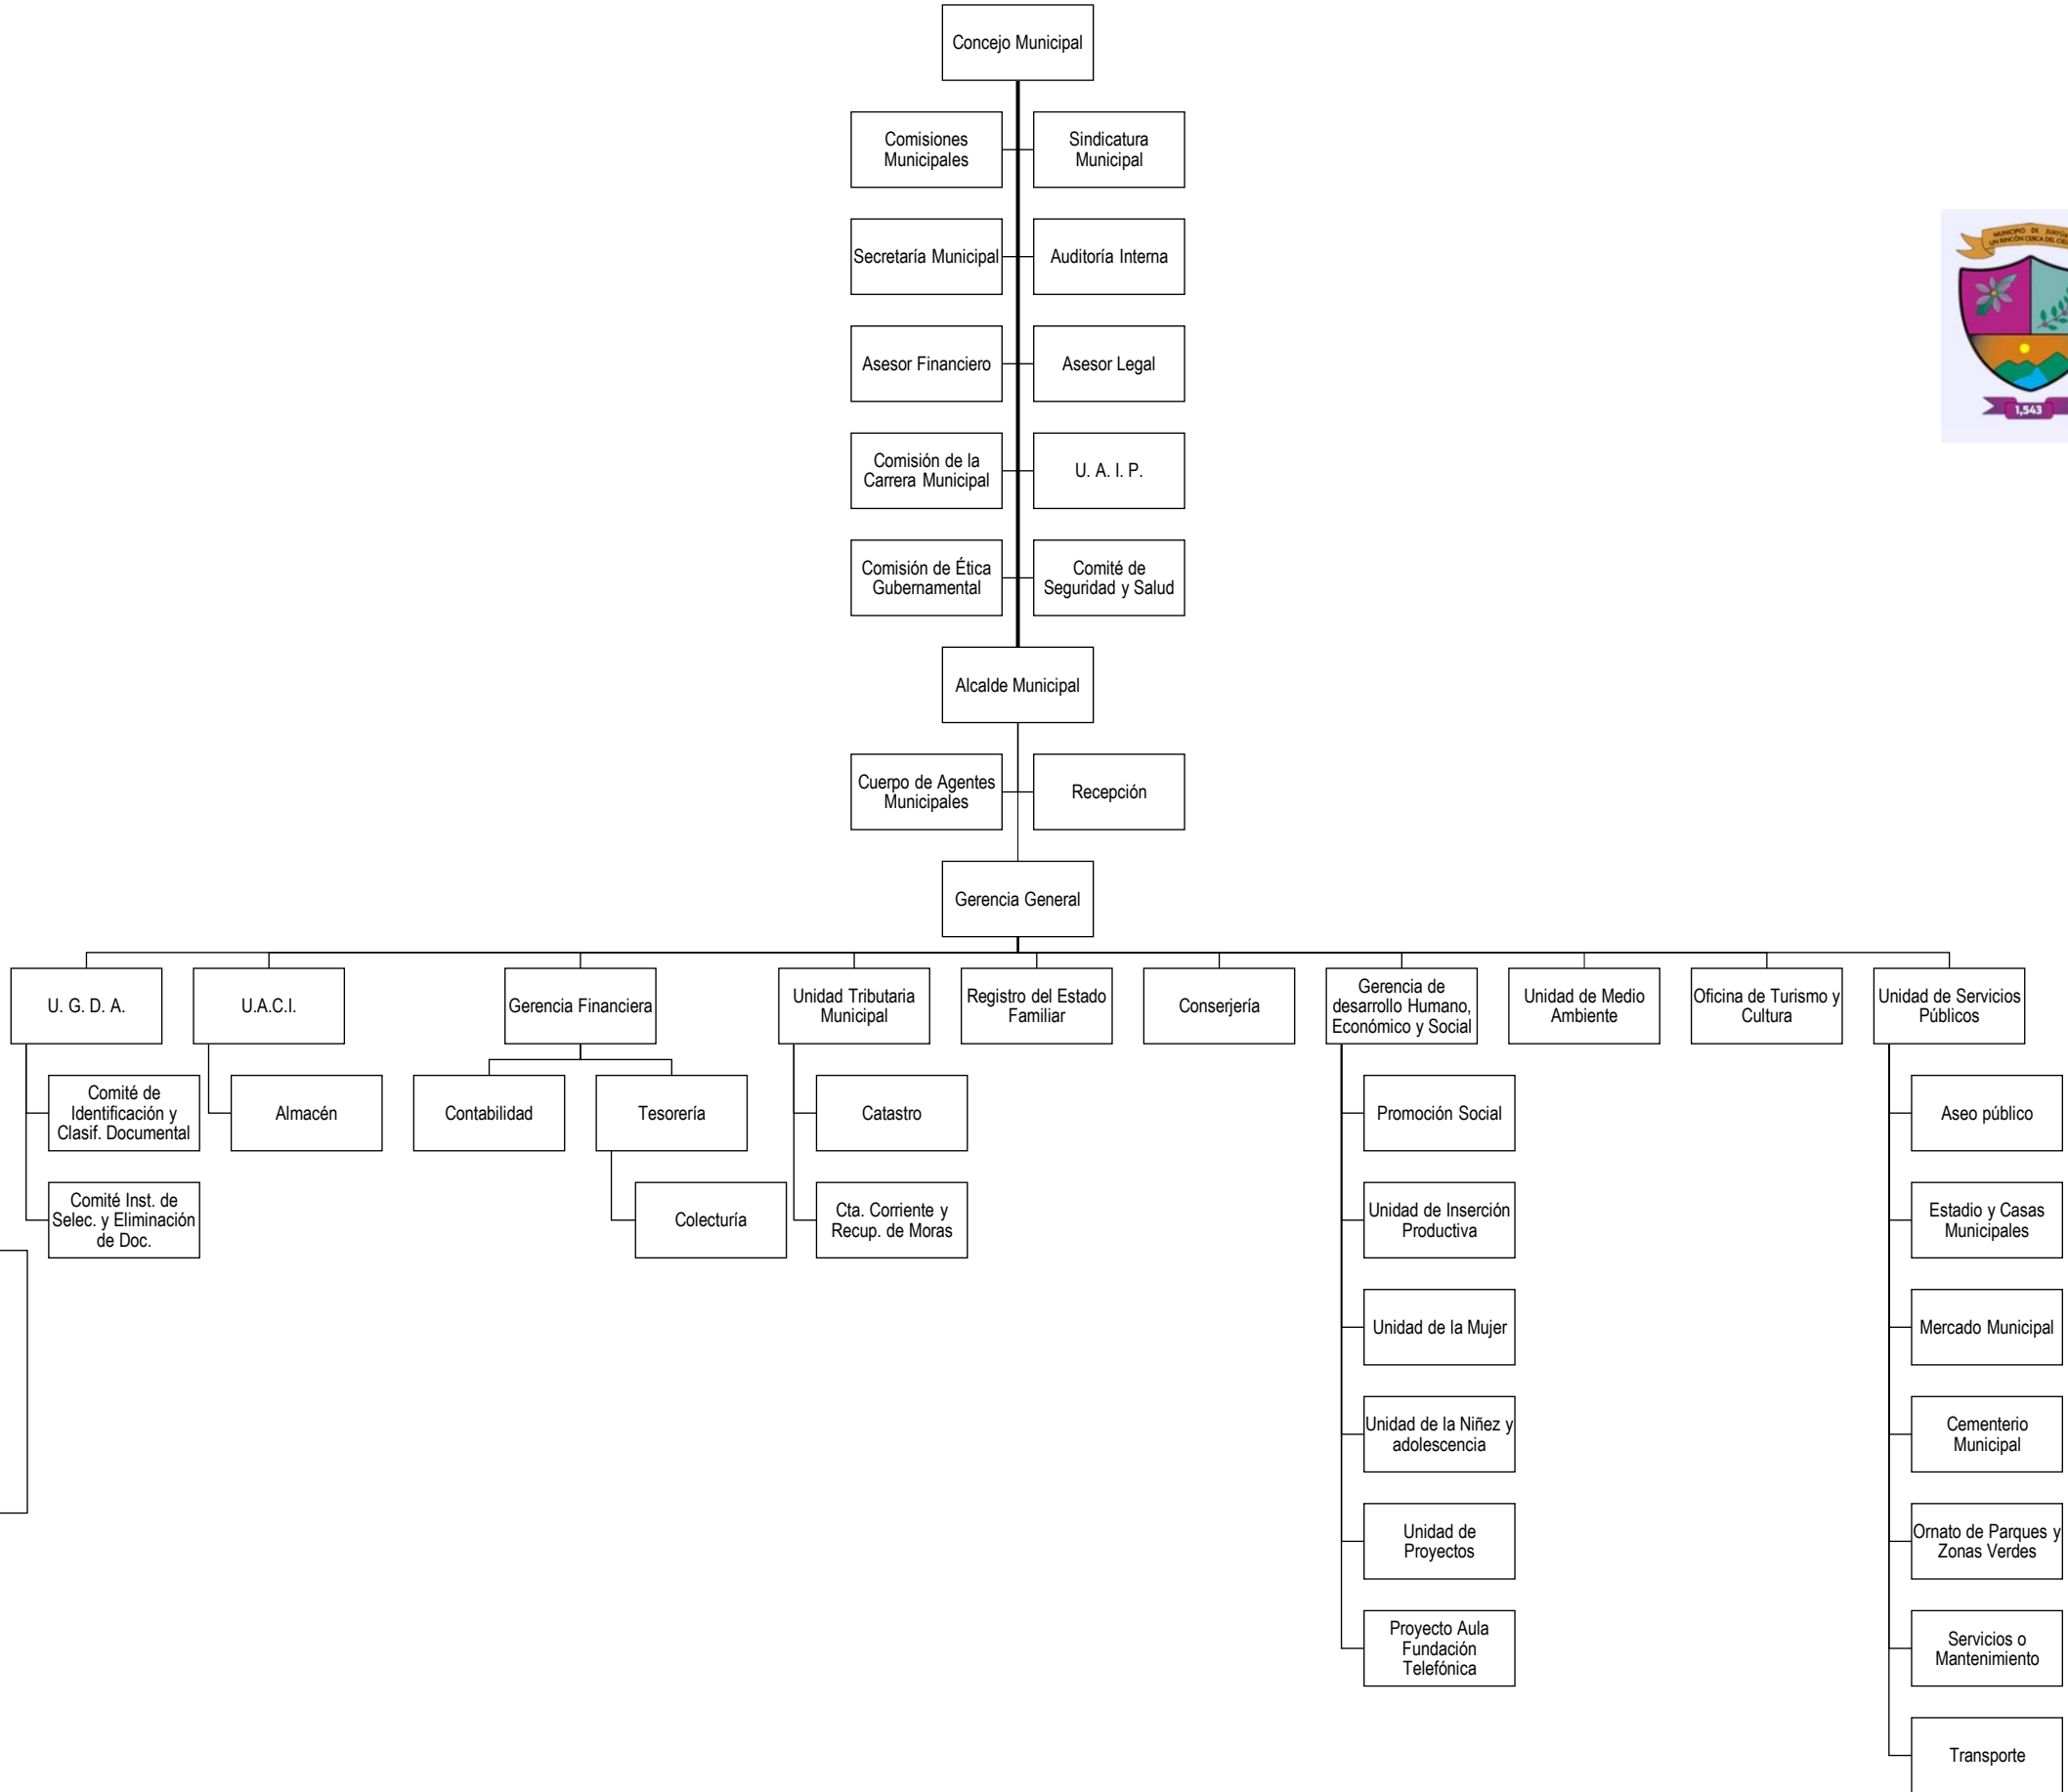 Concejo Municipal
Comisiones
Municipales
Sindicatura
Municipal
MUNICIPIO DE
UN RINCÓN CERCA DEL
Secretaría Municipal
Auditoría Interna
Asesor Financiero
Asesor Legal
1,543
Comisión de la
Carrera Municipal
U. A. I. P.
Comisión de Ética
Gubernamental
Comité de
Seguridad y Salud
Alcalde Municipal
Cuerpo de Agentes
Municipales
Recepción
Gerencia General
U. G. D. A.
U.A.C.I.
Gerencia Financiera
Unidad Tributaria
Municipal
Registro del Estado
Familiar
Conserjería
Gerencia de
desarrollo Humano,
Económico y Social
Unidad de Medio
Ambiente
Oficina de Turismo y
Cultura
Unidad de Servicios
Públicos
Comité de
Identificación y
Clasif. Documental
Almacén
Contabilidad
Tesorería
Catastro
Promoción Social
Aseo público
Comité Inst. de
Selec. y Eliminación
de Doc.
Colecturía
Cta. Corriente y
Recup. de Moras
Unidad de Inserción
Productiva
Estadio y Casas
Municipales
Unidad de la Mujer
Mercado Municipal
Unidad de la Niñez y
adolescencia
Cementerio
Municipal
Unidad de
Proyectos
Ornato de Parques y
Zonas Verdes
Proyecto Aula
Fundación
Telefónica
Servicios o
Mantenimiento
Transporte